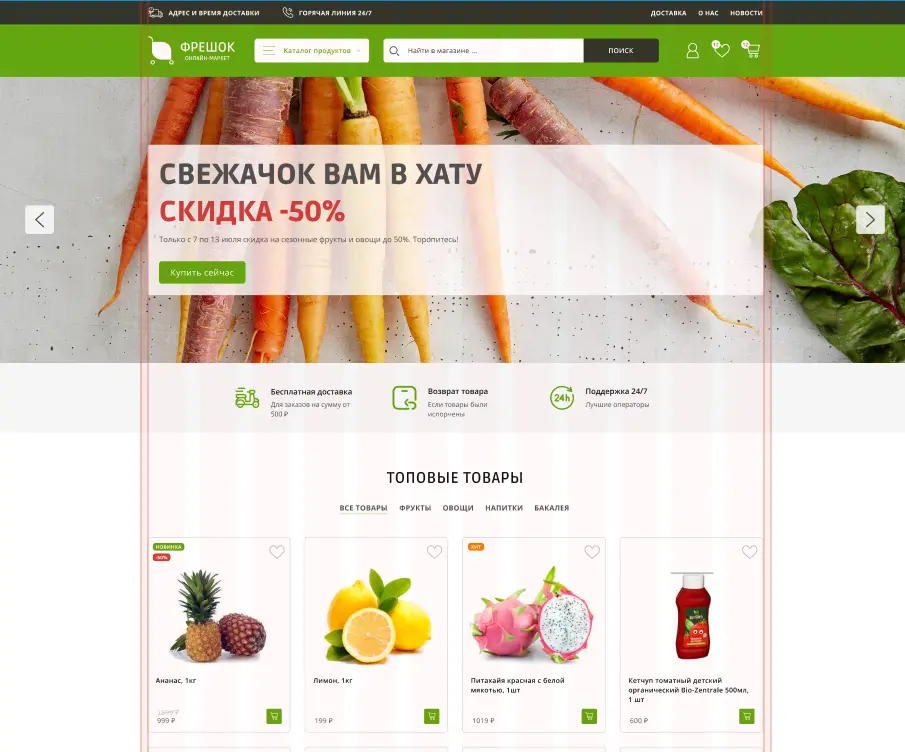 АДРЕС И ВРЕМЯ ДОСТАВКИ
ГОРЯЧАЯ ЛИНИЯ 24/7
ДОСТАВКА О НАС НОВОСТИ
ФРЕШОК
ОНЛАЙН-МАРКЕТ
Каталог продуктов
Найти в магазине ...
ПОИСК
СВЕЖАЧОК ВАМ В ХАТУ
СКИДКА -50%
Только с 7 по 13 июля скидка на сезонные фрукты и овощи до 50%. Торопитесь!
Купить сейчас
Бесплатная доставка
Для заказов на сумму от
500 ₽
Возврат товара
Если товары были
испорчены
24h
Поддержка 24/7
Лучшие операторы
ТОПОВЫЕ ТОВАРЫ
ВСЕ ТОВАРЫ ФРУКТЫ ОВОЩИ НАПИТКИ БАКАЛЕЯ
НОВИНКА
-50%
Ананас, 1кг
999 ₽
Лимон, 1кг
199 ₽
ХИТ
Питахайя красная с белой
мякотью, 1шт
1019 ₽
Кетчуп томатный детский
органический Bio-Zentrale 500мл,
1 шт
600 ₽